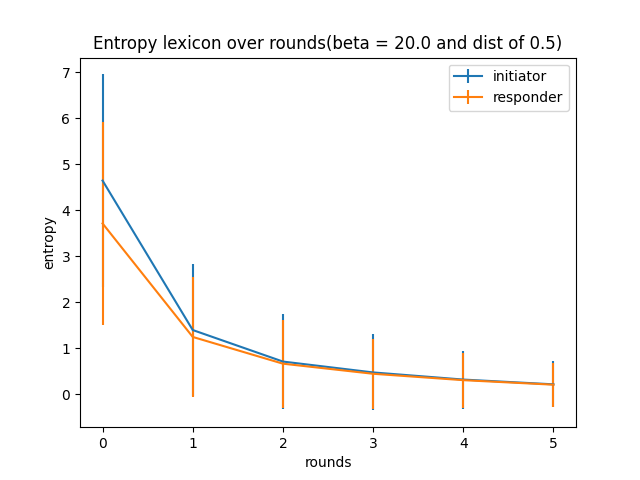 Entropy lexicon over rounds(beta = 20.0 and dist of 0.5)
initiator
responder
7
6
5
4
3
2
1
0
entropy
0 1 2 3 4 5
rounds